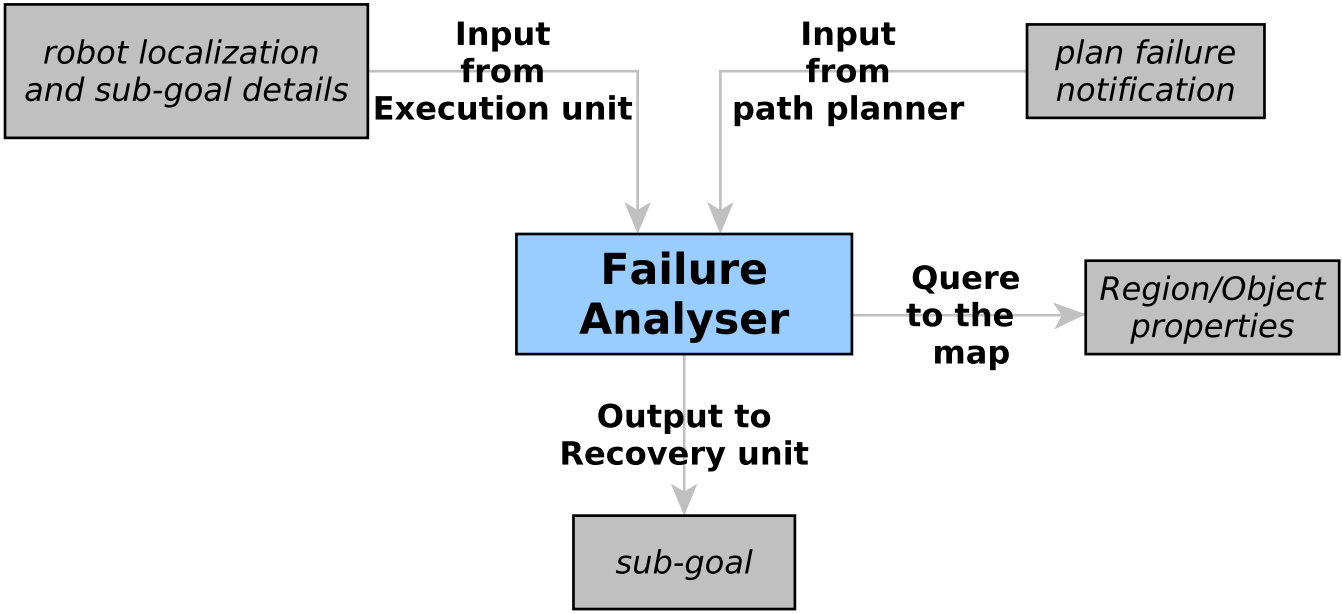 robot localization
and sub-goal details
Input
from
Execution unit
Input
from
path planner
plan failure
notification
Failure
Analyser
Quere
to the
map
Region/Object
properties
Output to
Recovery unit
sub-goal